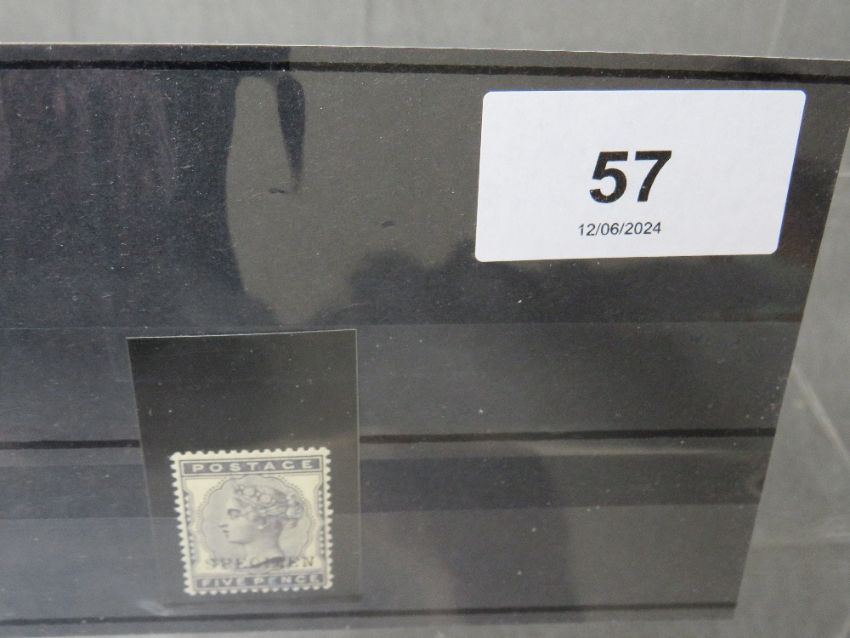 57
12/06/2024
POSTAGE
SPECIMEN
FIVE PENCE